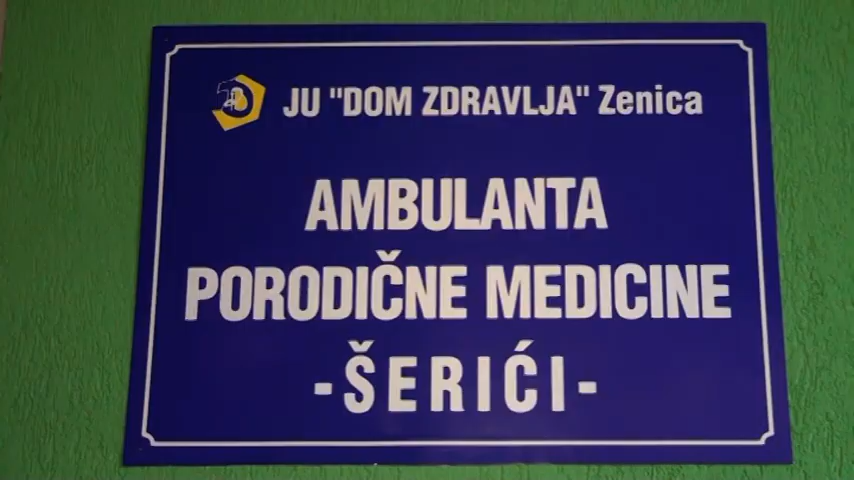 JU "DOM ZDRAVLJA" Zenica
AMBULANTA
PORODIČNE MEDICINE
-ŠERIĆI-